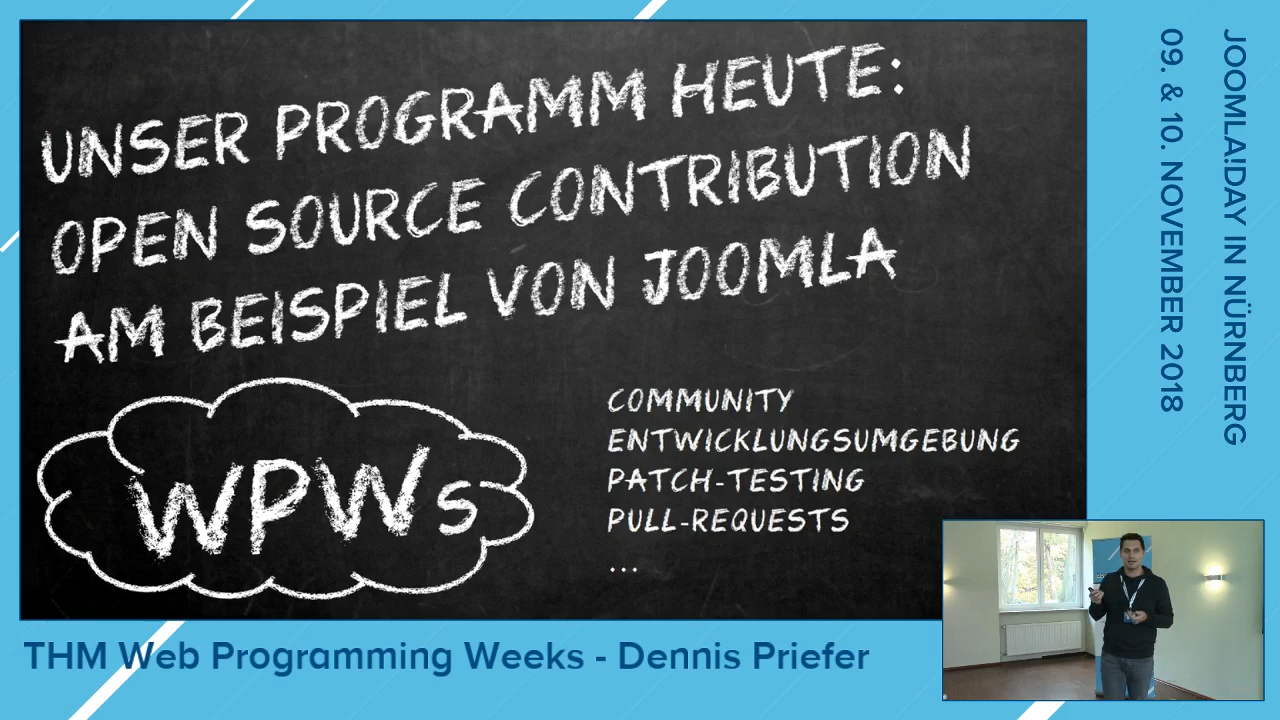 UNSER PROGRAMM HEUTE:
OPEN SOURCE CONTRIBUTION
AM BEISPIEL VON JOOMLA
WPWs
COMMUNITY
ENTWICKLUNGSUMGEBUNG
PATCH-TESTING
PULL-REQUESTS
...
JOOMLA!DAY IN NÜRNBERG
09. & 10. NOVEMBER 2018
THM Web Programming Weeks - Dennis Priefer